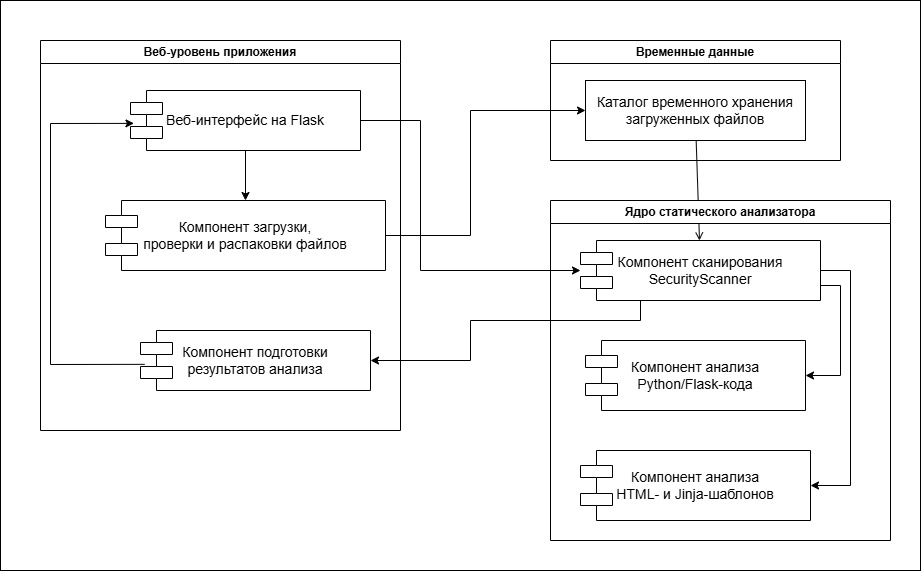 Веб-уровень приложения
Веб-интерфейс на Flask
Компонент загрузки,
проверки и распаковки файлов
Компонент подготовки
результатов анализа
Временные данные
Каталог временного хранения
загруженных файлов
Ядро статического анализатора
Компонент сканирования
SecurityScanner
Компонент анализа
Python/Flask-кода
Компонент анализа
HTML- и Jinja-шаблонов